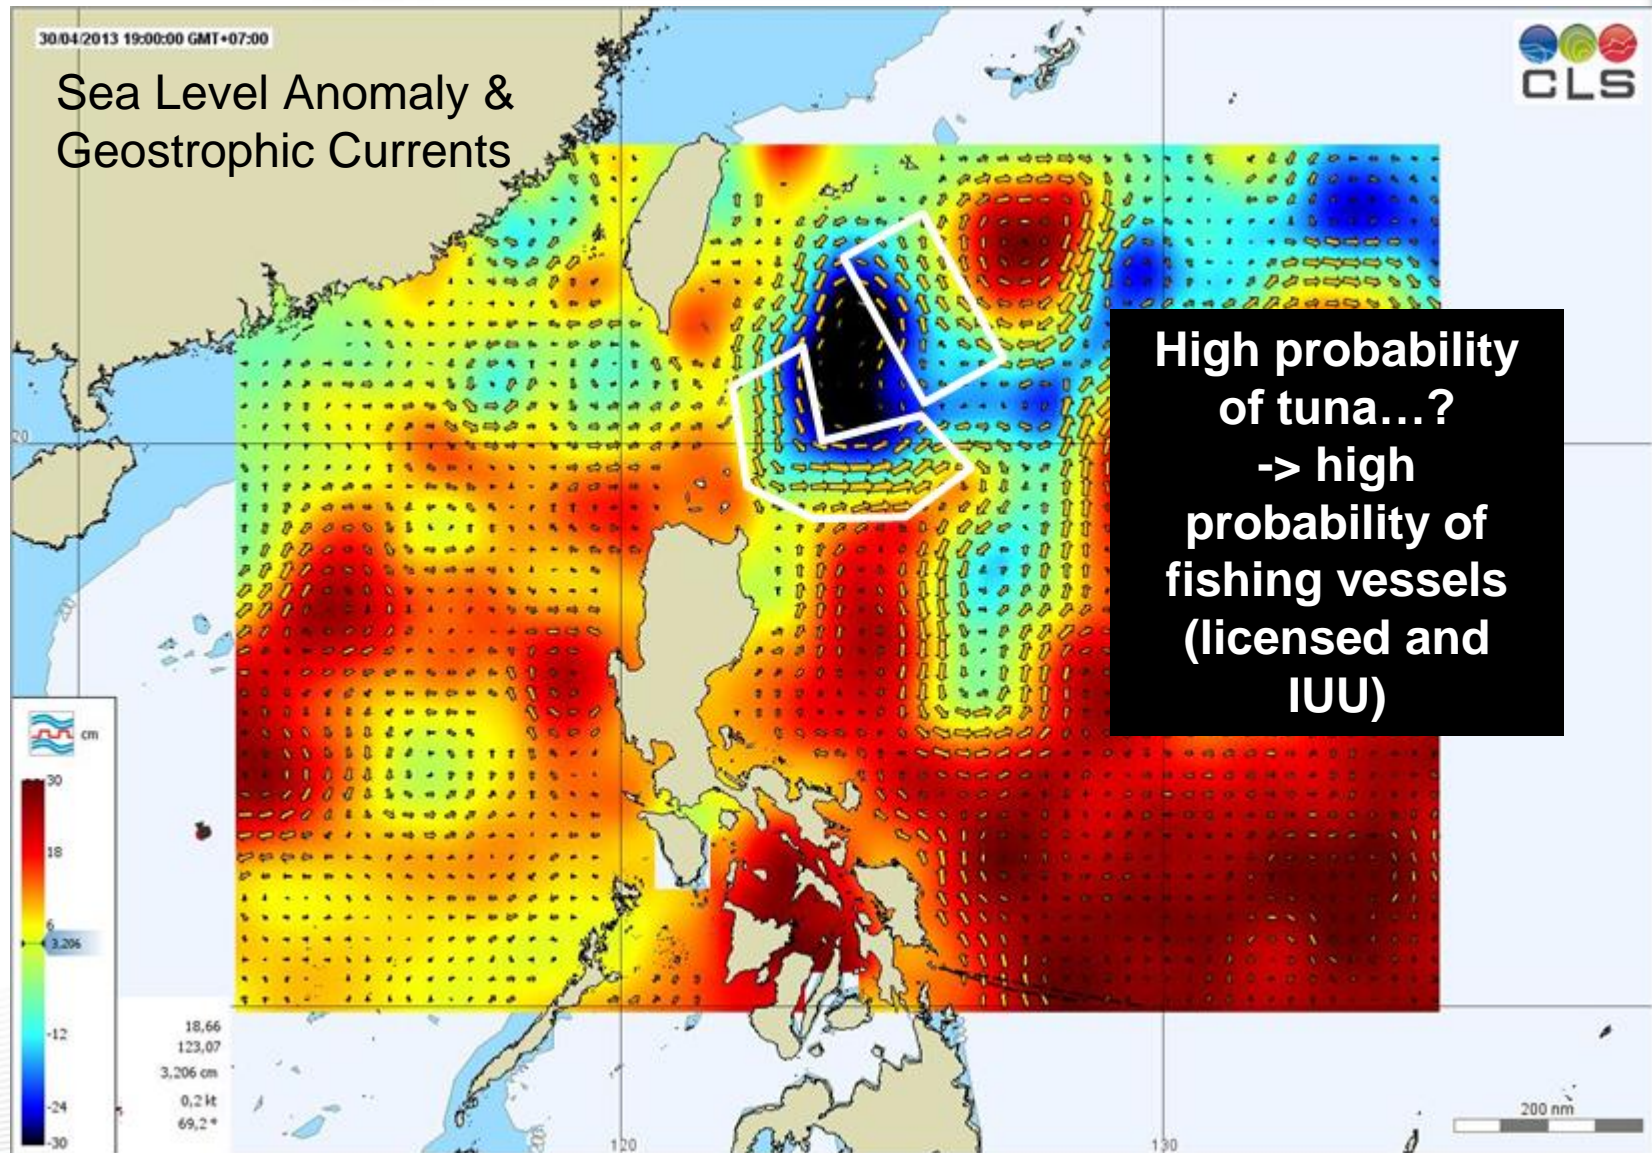 30/04/2013 19:00:00 GMT+07:00
CLS
Sea Level Anomaly &
Geostrophic Currents
High probability
of tuna…?
-> high
probability of
fishing vessels
(licensed and
IUU)
20
200
cm
30
18
6
3,206
-12
-24
-30
18,66
123,07
3,206 cm
0,2 kt
69,2 °
200 nm
120
130